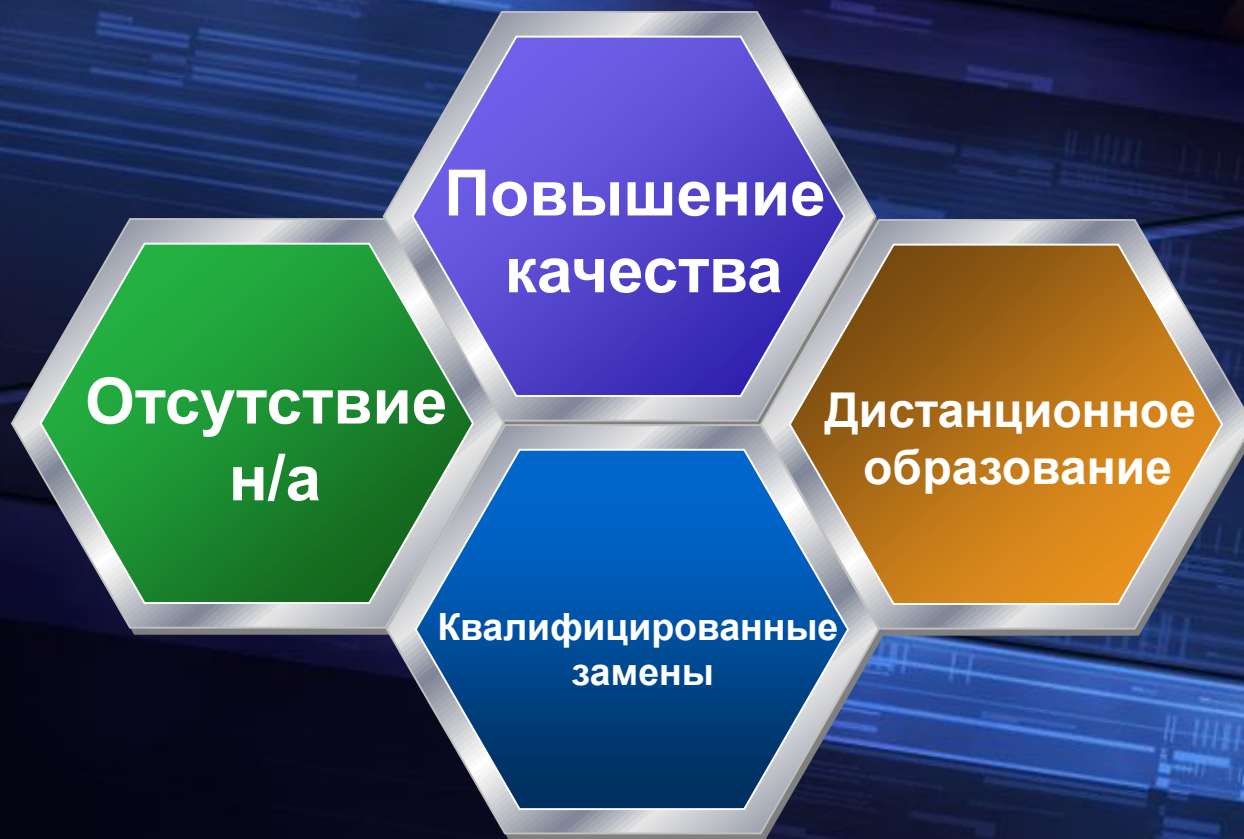 Повышение
качества
Отсутствие
н/а
Дистанционное
образование
Квалифицированные
замены